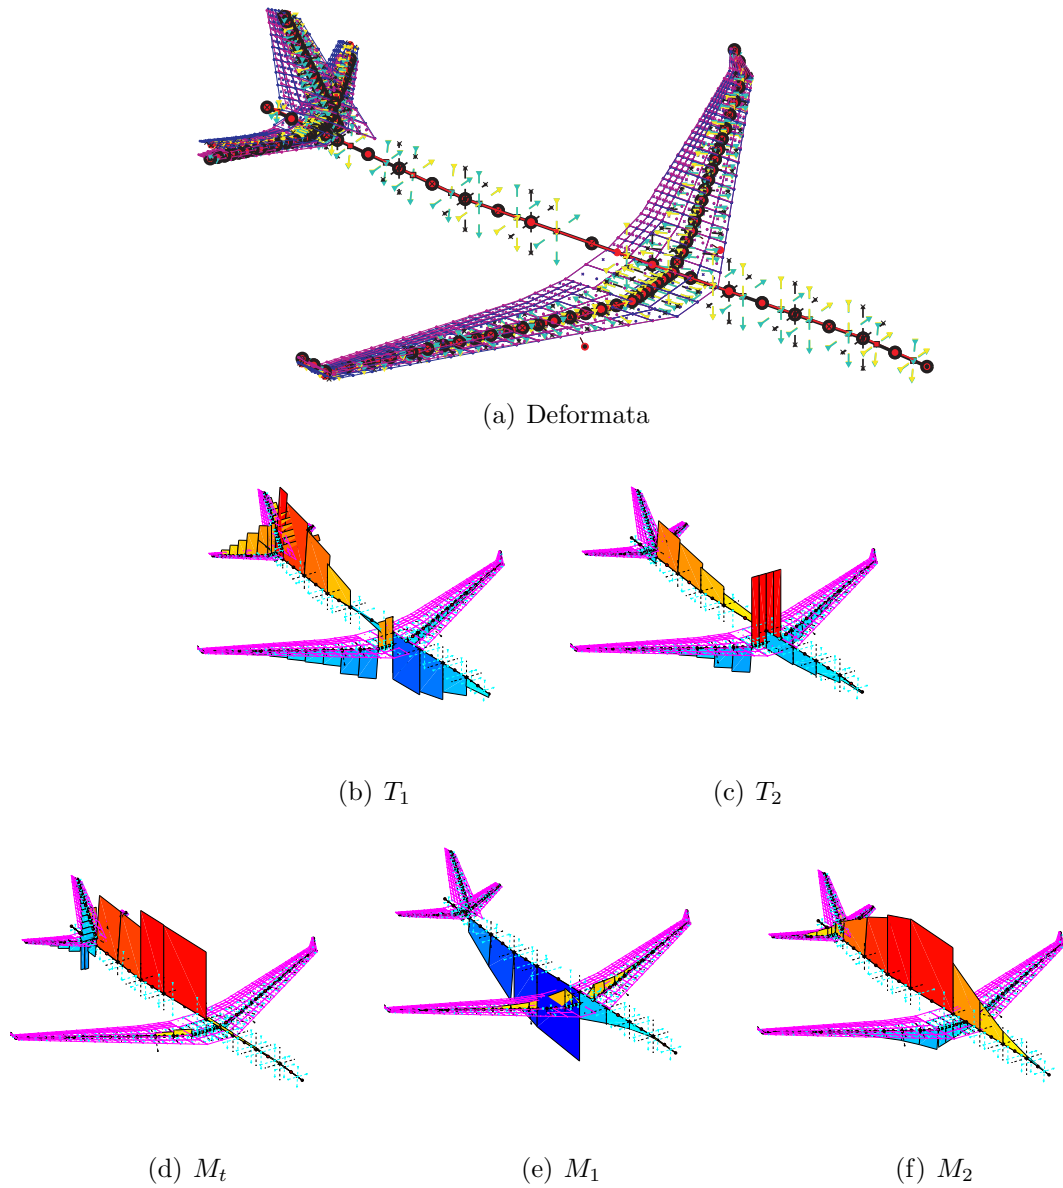 (a) Deformata
(b) T₁
(c) T₂
(d) Mₜ
(e) M₁
(f) M₂